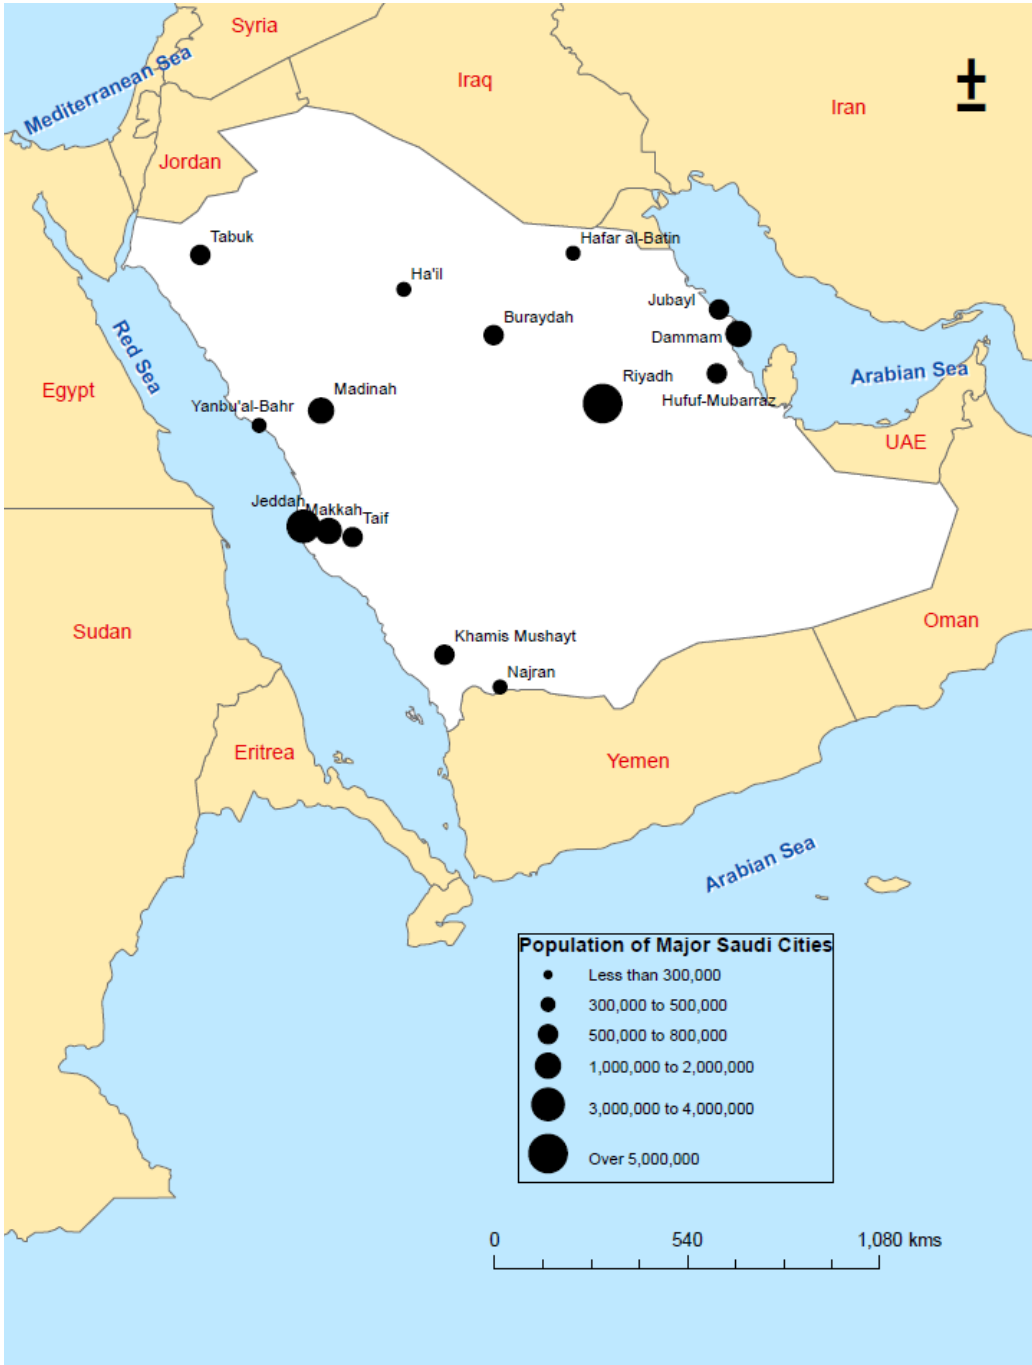 Syria
Mediterranean Sea
Iraq
Iran
Jordan
Tabuk
Hafar al-Batin
Ha'il
Jubayl
Buraydah
Dammam
Red Sea
Arabian Sea
Riyadh
Egypt
Madinah
Hufuf-Mubarraz
Yanbu'al-Bahr
UAE
Jeddah
Makkah
Taif
Sudan
Oman
Khamis Mushayt
Najran
Eritrea
Yemen
Arabian Sea
Population of Major Saudi Cities
Less than 300,000
300,000 to 500,000
500,000 to 800,000
1,000,000 to 2,000,000
3,000,000 to 4,000,000
Over 5,000,000
0 540 1,080 kms